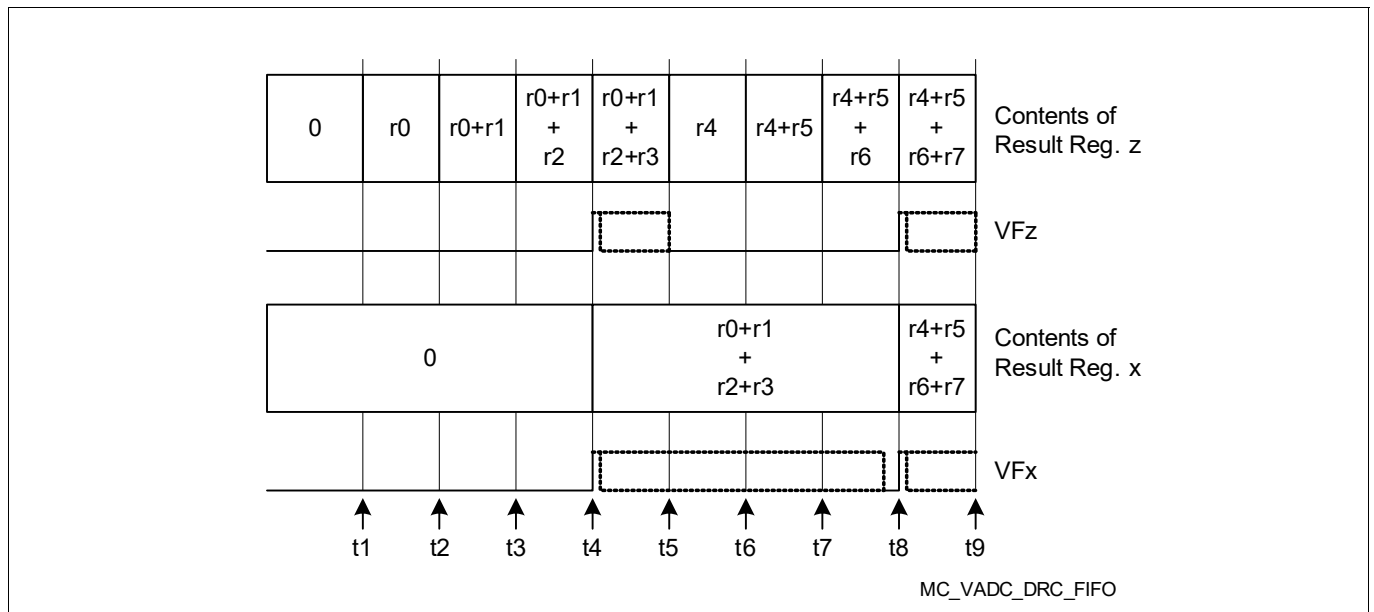 0
r0
r0+r1
r0+r1
+
r2
r0+r1
+
r2+r3
r4
r4+r5
r4+r5
+
r6
r4+r5
+
r6+r7
Contents of
Result Reg. z
VFz
0
r0+r1
+
r2+r3
r4+r5
+
r6+r7
Contents of
Result Reg. x
VFx
t1
t2
t3
t4
t5
t6
t7
t8
t9
MC_VADC_DRC_FIFO